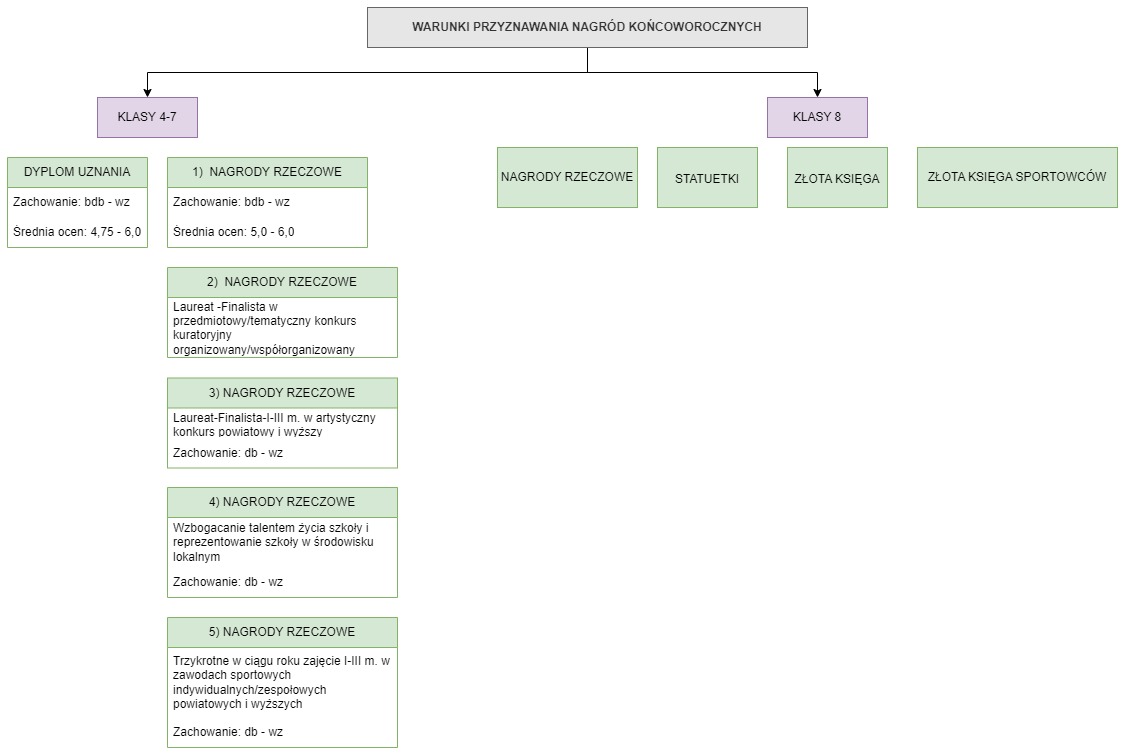 WARUNKI PRZYZNAWANIA NAGRÓD KOŃCOWOROCZNYCH
KLASY 4-7
KLASY 8
DYPLOM UZNANIA
Zachowanie: bdb - wz
Średnia ocen: 4,75 - 6,0
1) NAGRODY RZECZOWE
Zachowanie: bdb - wz
Średnia ocen: 5,0 - 6,0
2) NAGRODY RZECZOWE
Laureat -Finalista w
przedmiotowy/tematyczny konkurs
kuratoryjny
organizowany/współorganizowany
3) NAGRODY RZECZOWE
Laureat-Finalista-I-III m. w artystyczny
konkurs powiatowy i wyższy
Zachowanie: db - wz
4) NAGRODY RZECZOWE
Wzbogacanie talentem życia szkoły i
reprezentowanie szkoły w środowisku
lokalnym
Zachowanie: db - wz
5) NAGRODY RZECZOWE
Trzykrotne w ciągu roku zajęcie I-III m. w
zawodach sportowych
indywidualnych/zespołowych
powiatowych i wyższych
Zachowanie: db - wz
NAGRODY RZECZOWE
STATUETKI
ZŁOTA KSIĘGA
ZŁOTA KSIĘGA SPORTOWCÓW